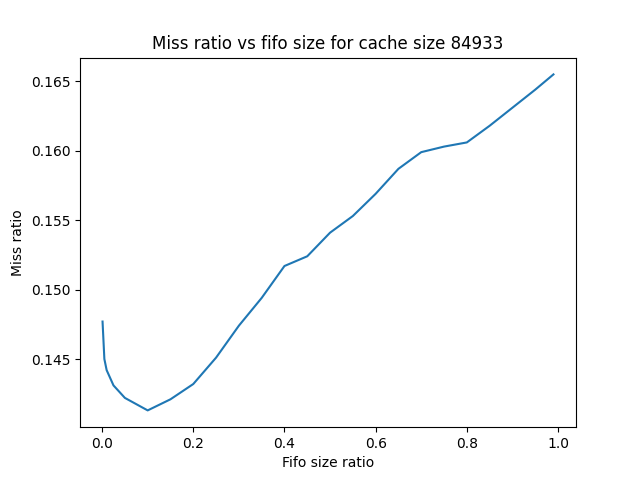 Miss ratio vs fifo size for cache size 84933
0.165
0.160
0.155
0.150
0.145
Miss ratio
0.0 0.2 0.4 0.6 0.8 1.0
Fifo size ratio